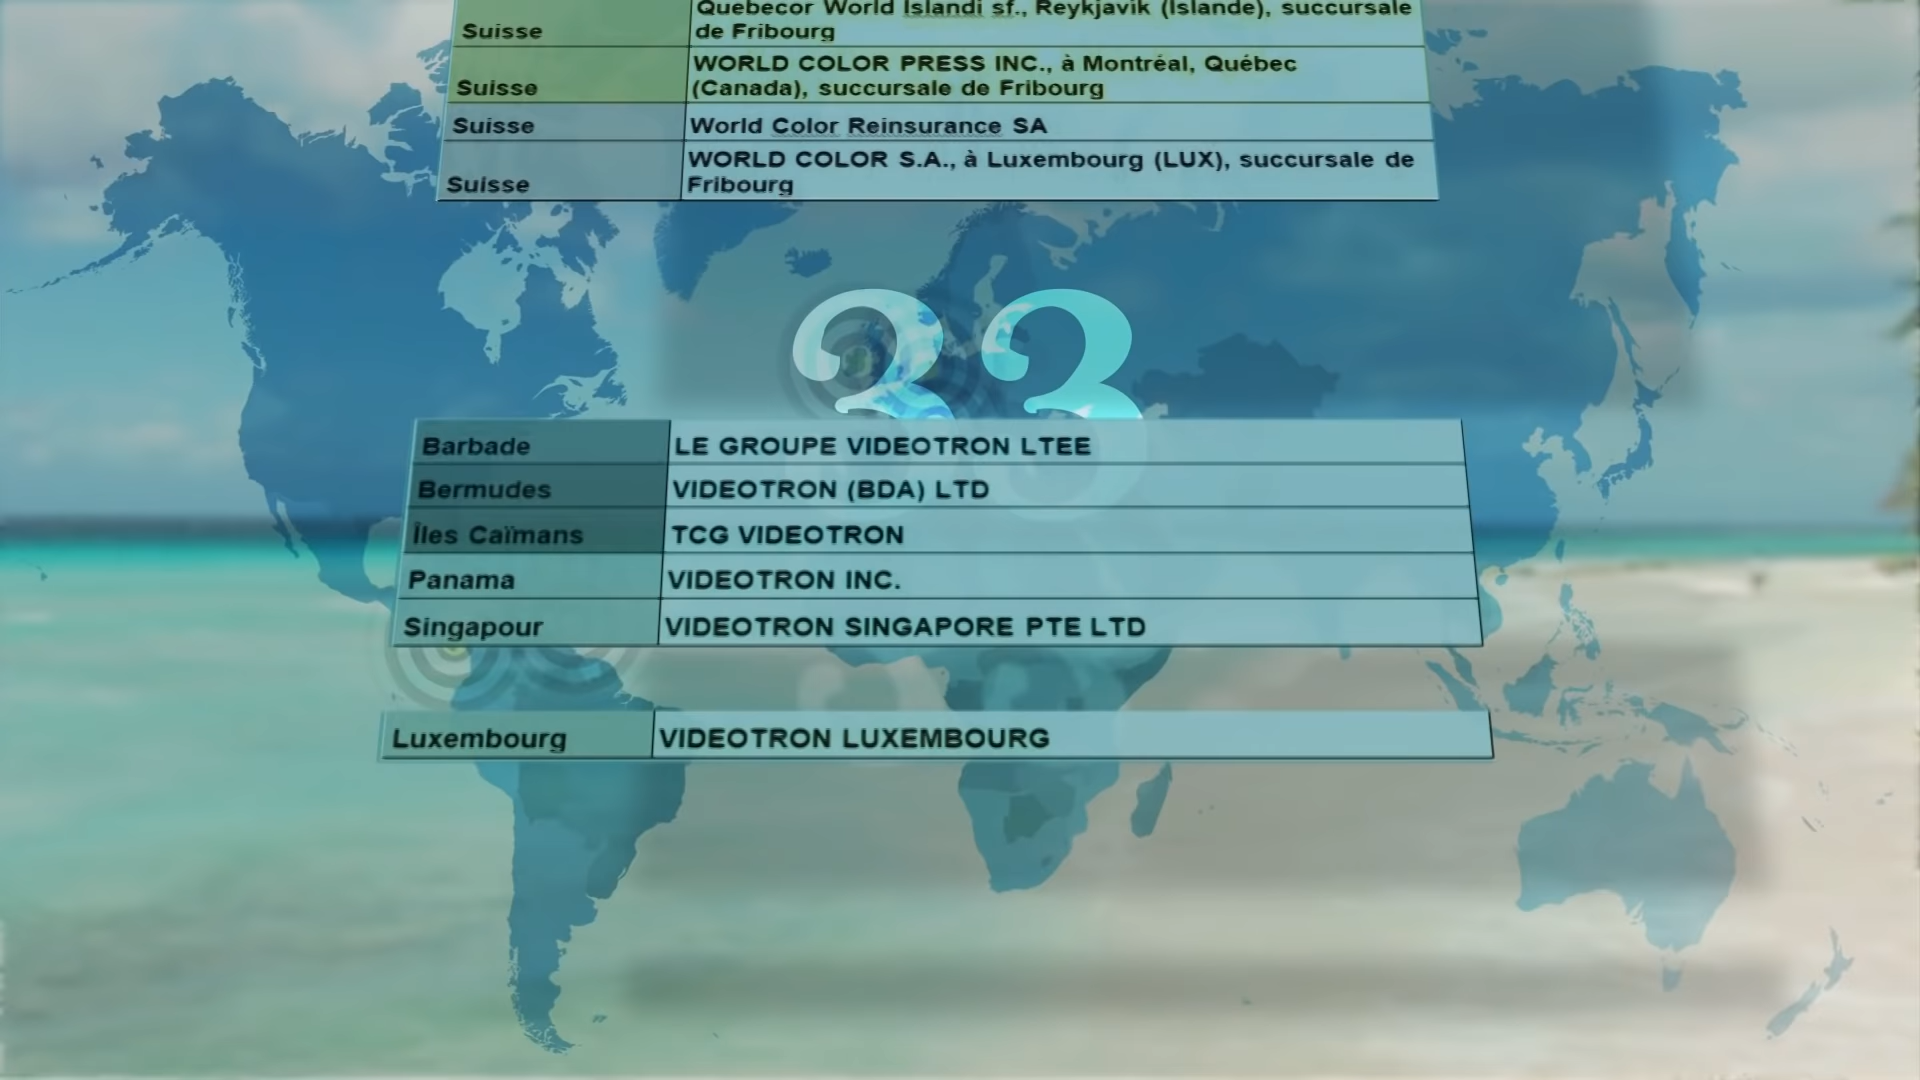 Quebecor World Islandi sf., Reykjavik (Islande), succursale
Suisse de Fribourg
WORLD COLOR PRESS INC., à Montréal, Québec
Suisse (Canada), succursale de Fribourg
Suisse World Color Reinsurance SA
WORLD COLOR S.A., à Luxembourg (LUX), succursale de
Suisse Fribourg
33
Barbade LE GROUPE VIDEOTRON LTEE
Bermudes VIDEOTRON (BDA) LTD
Îles Caïmans TCG VIDEOTRON
Panama VIDEOTRON INC.
Singapour VIDEOTRON SINGAPORE PTE LTD
Luxembourg VIDEOTRON LUXEMBOURG